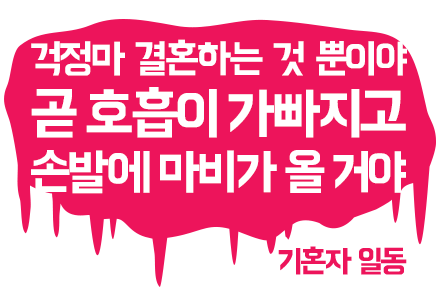 걱정마 결혼하는 것 뿐이야
곧 호흡이 가빠지고
손발에 마비가 올 거야
기혼자 일동